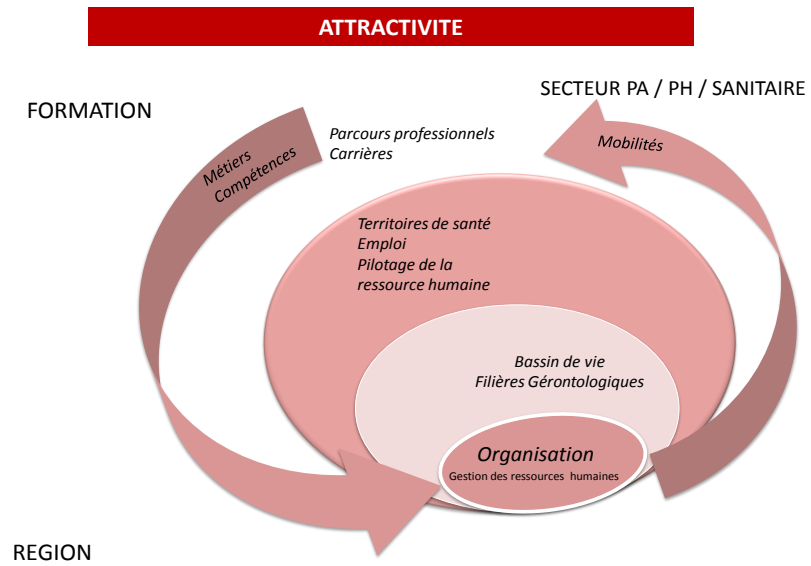 ATTRACTIVITE
SECTEUR PA / PH / SANITAIRE
FORMATION
Parcours professionnels
Carrières
Métiers
Compétences
Mobilités
Territoires de santé
Emploi
Pilotage de la
ressource humaine
Bassin de vie
Filières Gérontologiques
Organisation
Gestion des ressources humaines
REGION